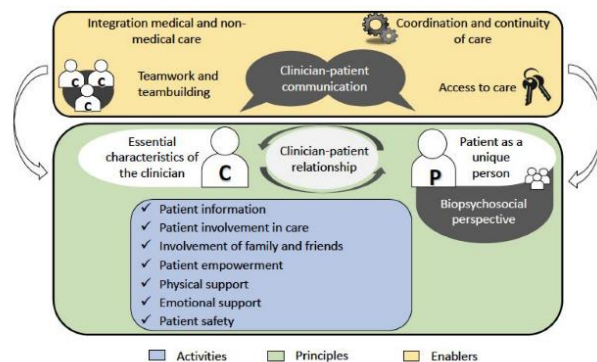 Integration medical and non-
medical care
Coordination and continuity
of care
C
C
C
Teamwork and
teambuilding
Clinician-patient
communication
Access to care
Essential
characteristics of
the clinician
C
Clinician-patient
relationship
P
Patient as a
unique
person
Biopsychosocial
perspective
✓ Patient information
✓ Patient involvement in care
✓ Involvement of family and friends
✓ Patient empowerment
✓ Physical support
✓ Emotional support
✓ Patient safety
Activities
Principles
Enablers